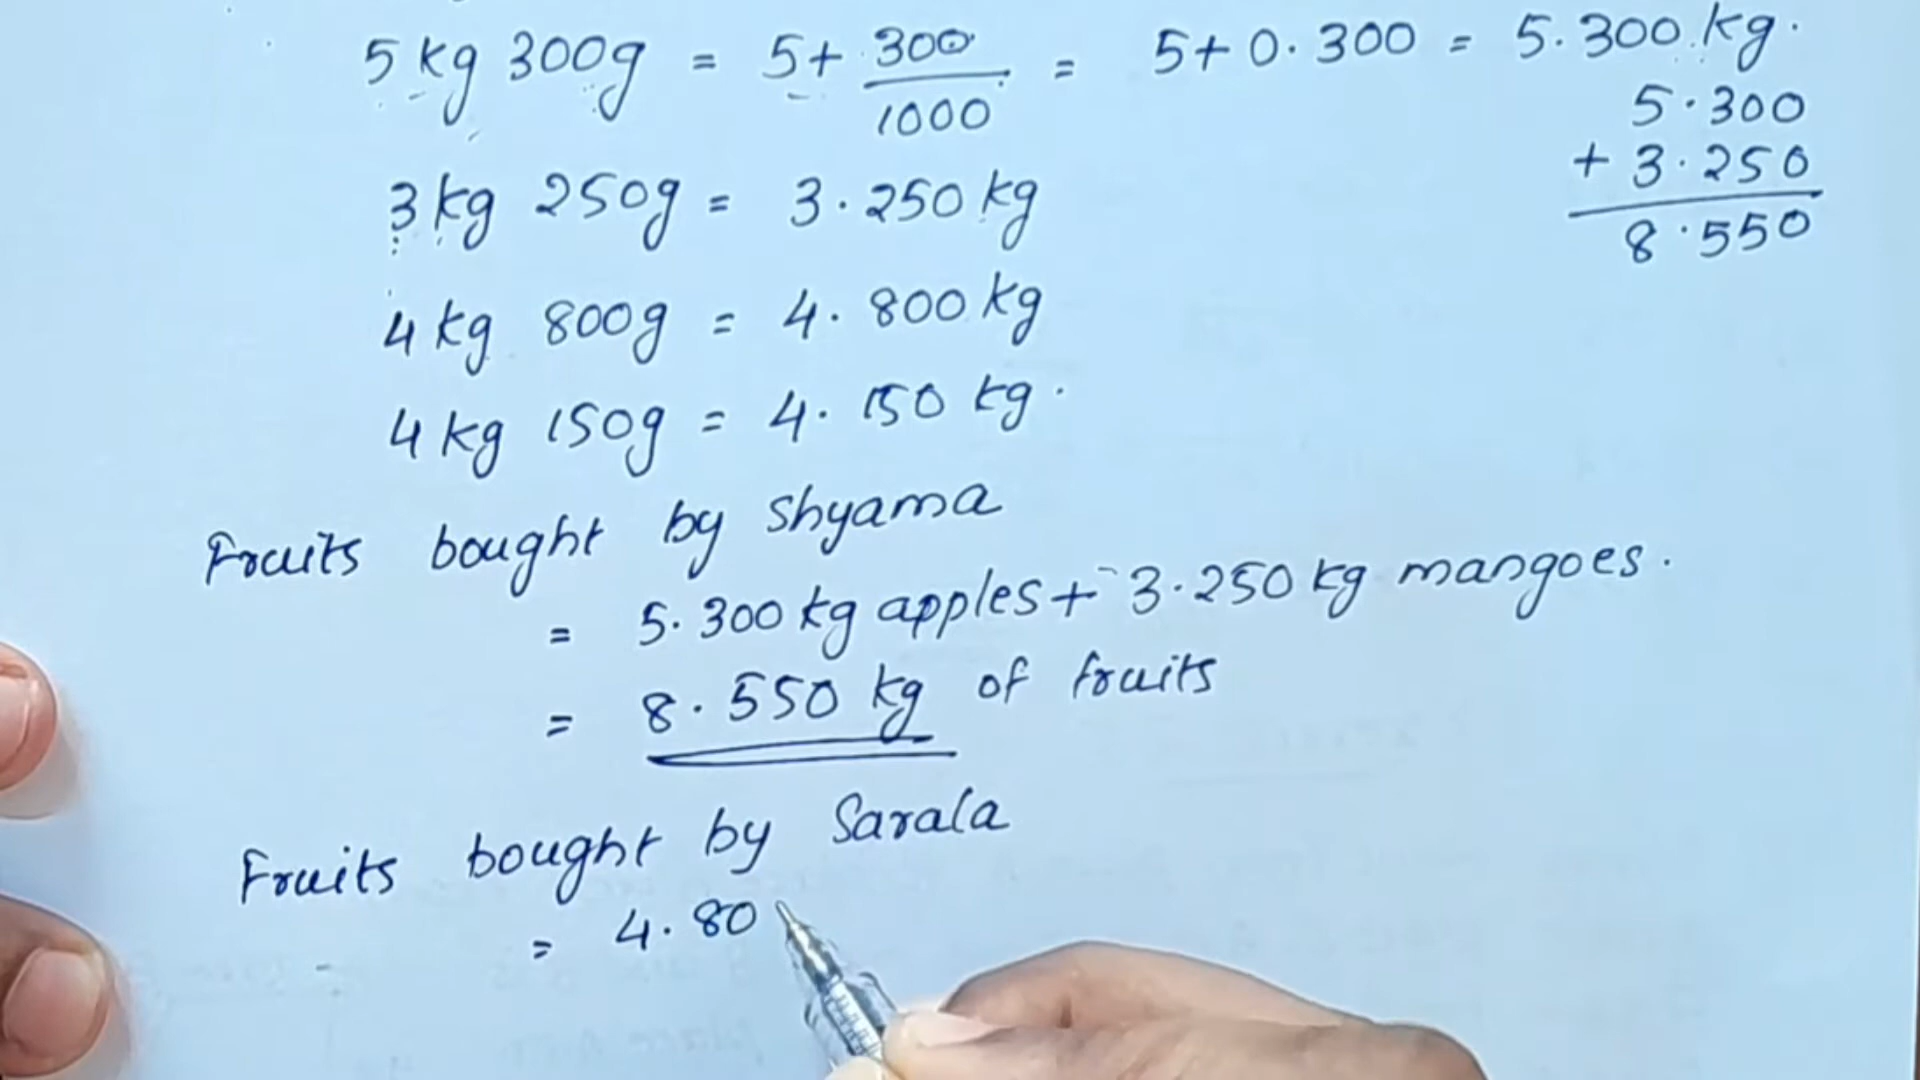 5 kg 300g = 5 + 300/1000 = 5 + 0.300 = 5.300 kg.
5.300
+ 3.250
8.550
3 kg 250g = 3.250 kg
4 kg 800g = 4.800 kg
4 kg 150g = 4.150 kg.
Fruits bought by Shyama
= 5.300 kg apples + 3.250 kg mangoes.
= 8.550 kg of fruits
Fruits bought by Sarala
= 4.80